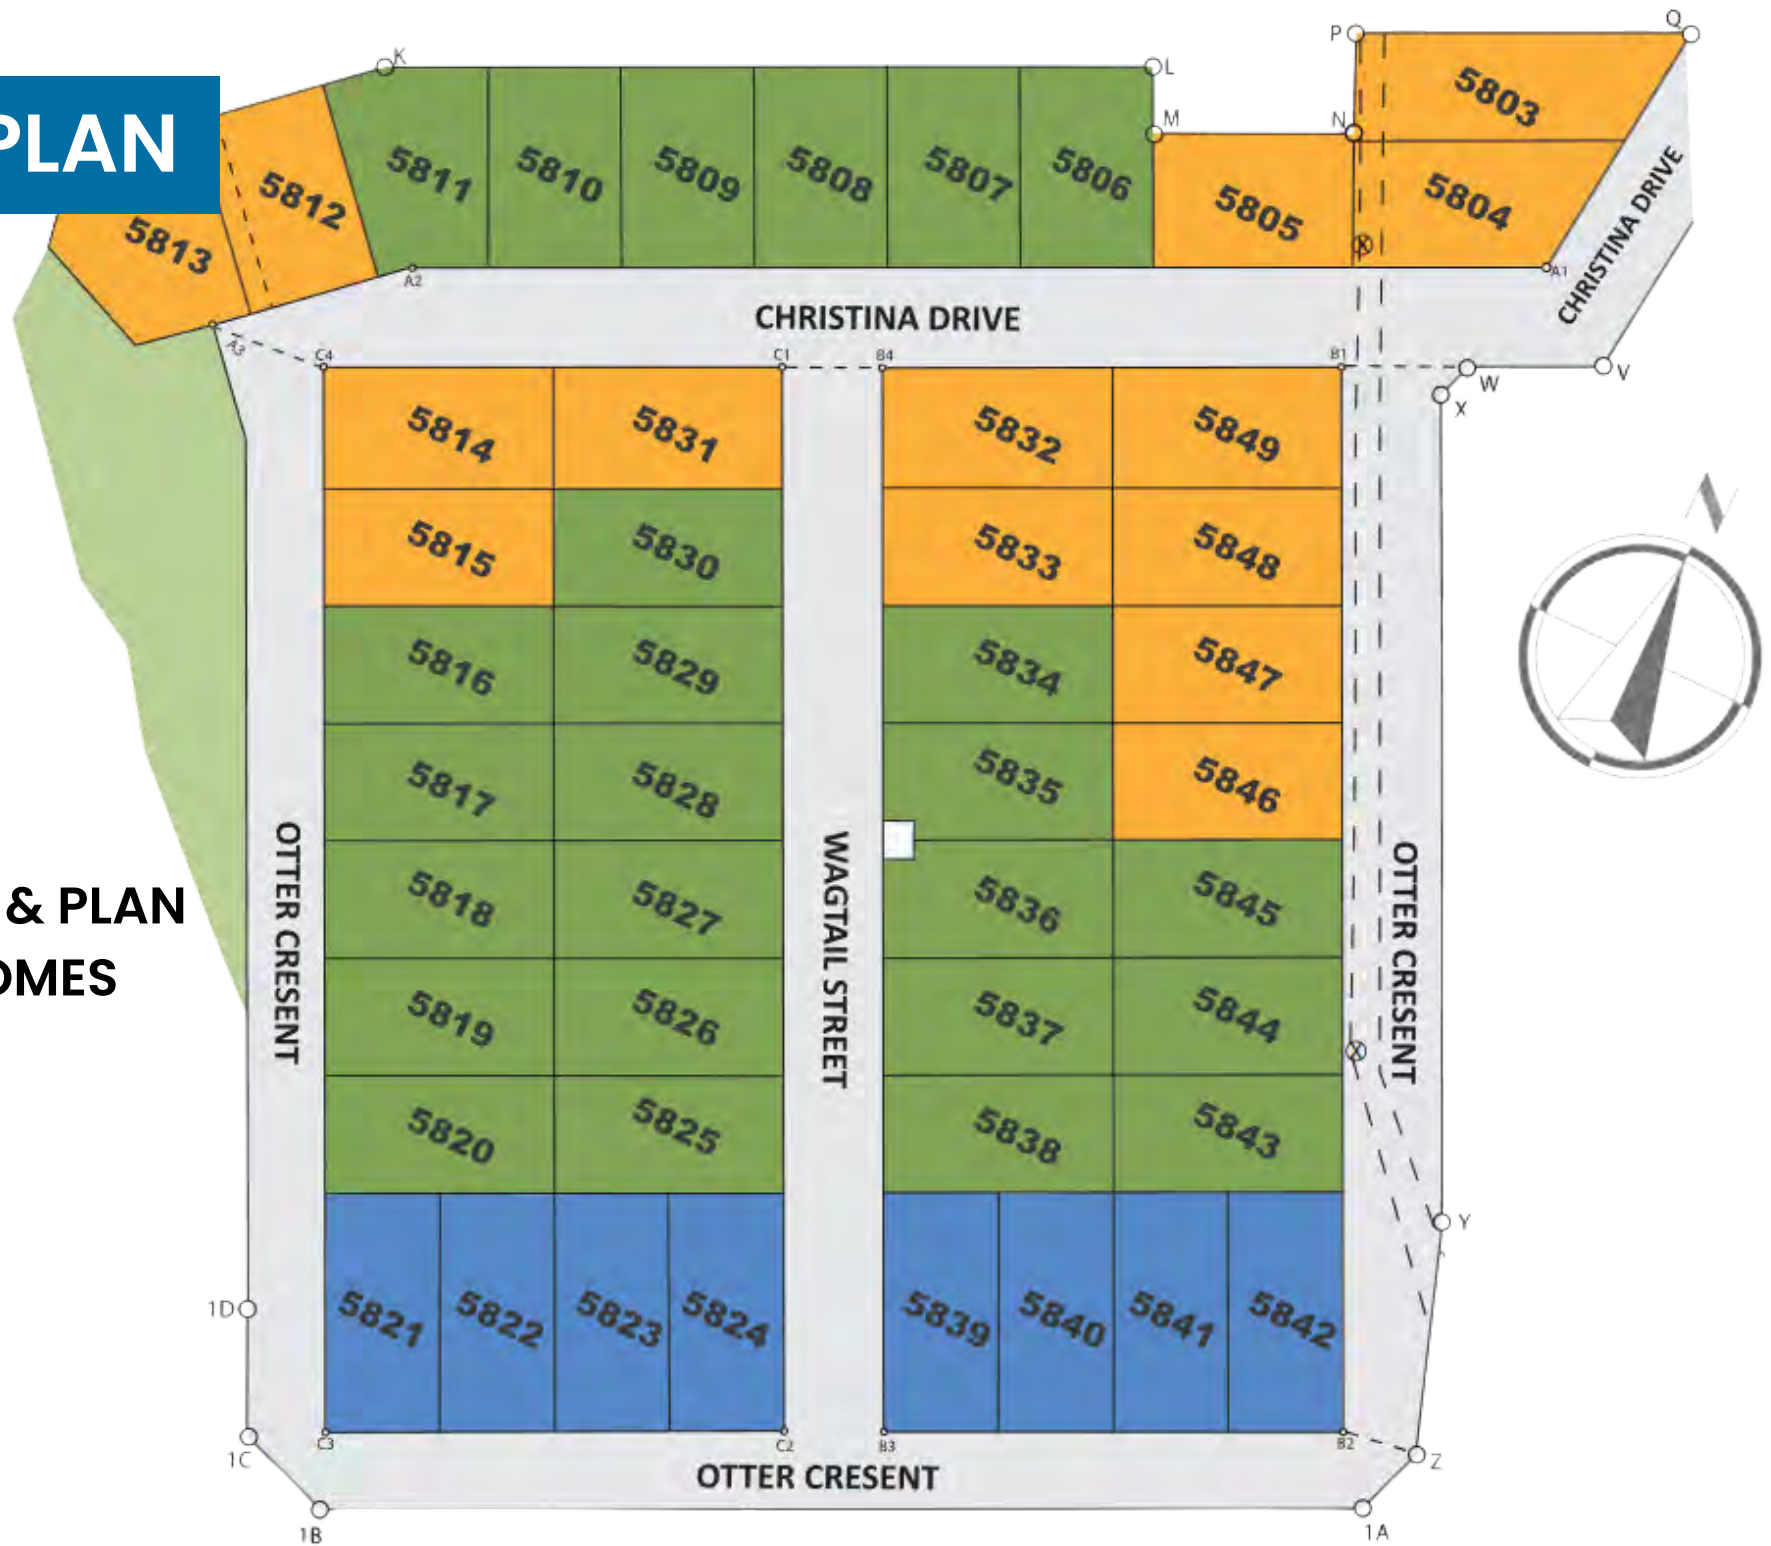 PLAN
K
L
M
N
P
Q
5803
5804
5805
5806
5807
5808
5809
5810
5811
5812
5813
A1
A2
A3
CHRISTINA DRIVE
CHRISTINA DRIVE
C4
C1
B4
B1
W
V
X
N
5814
5831
5832
5849
5815
5830
5833
5848
5816
5829
5834
5847
5817
5828
5835
5846
5818
5827
5836
5845
5819
5826
5837
5844
5820
5825
5838
5843
OTTER CRESENT
WAGTAIL STREET
OTTER CRESENT
& PLAN
OMES
5821
5822
5823
5824
5839
5840
5841
5842
Y
1D
1C
C3
C2
B3
B2
Z
OTTER CRESENT
1B
1A